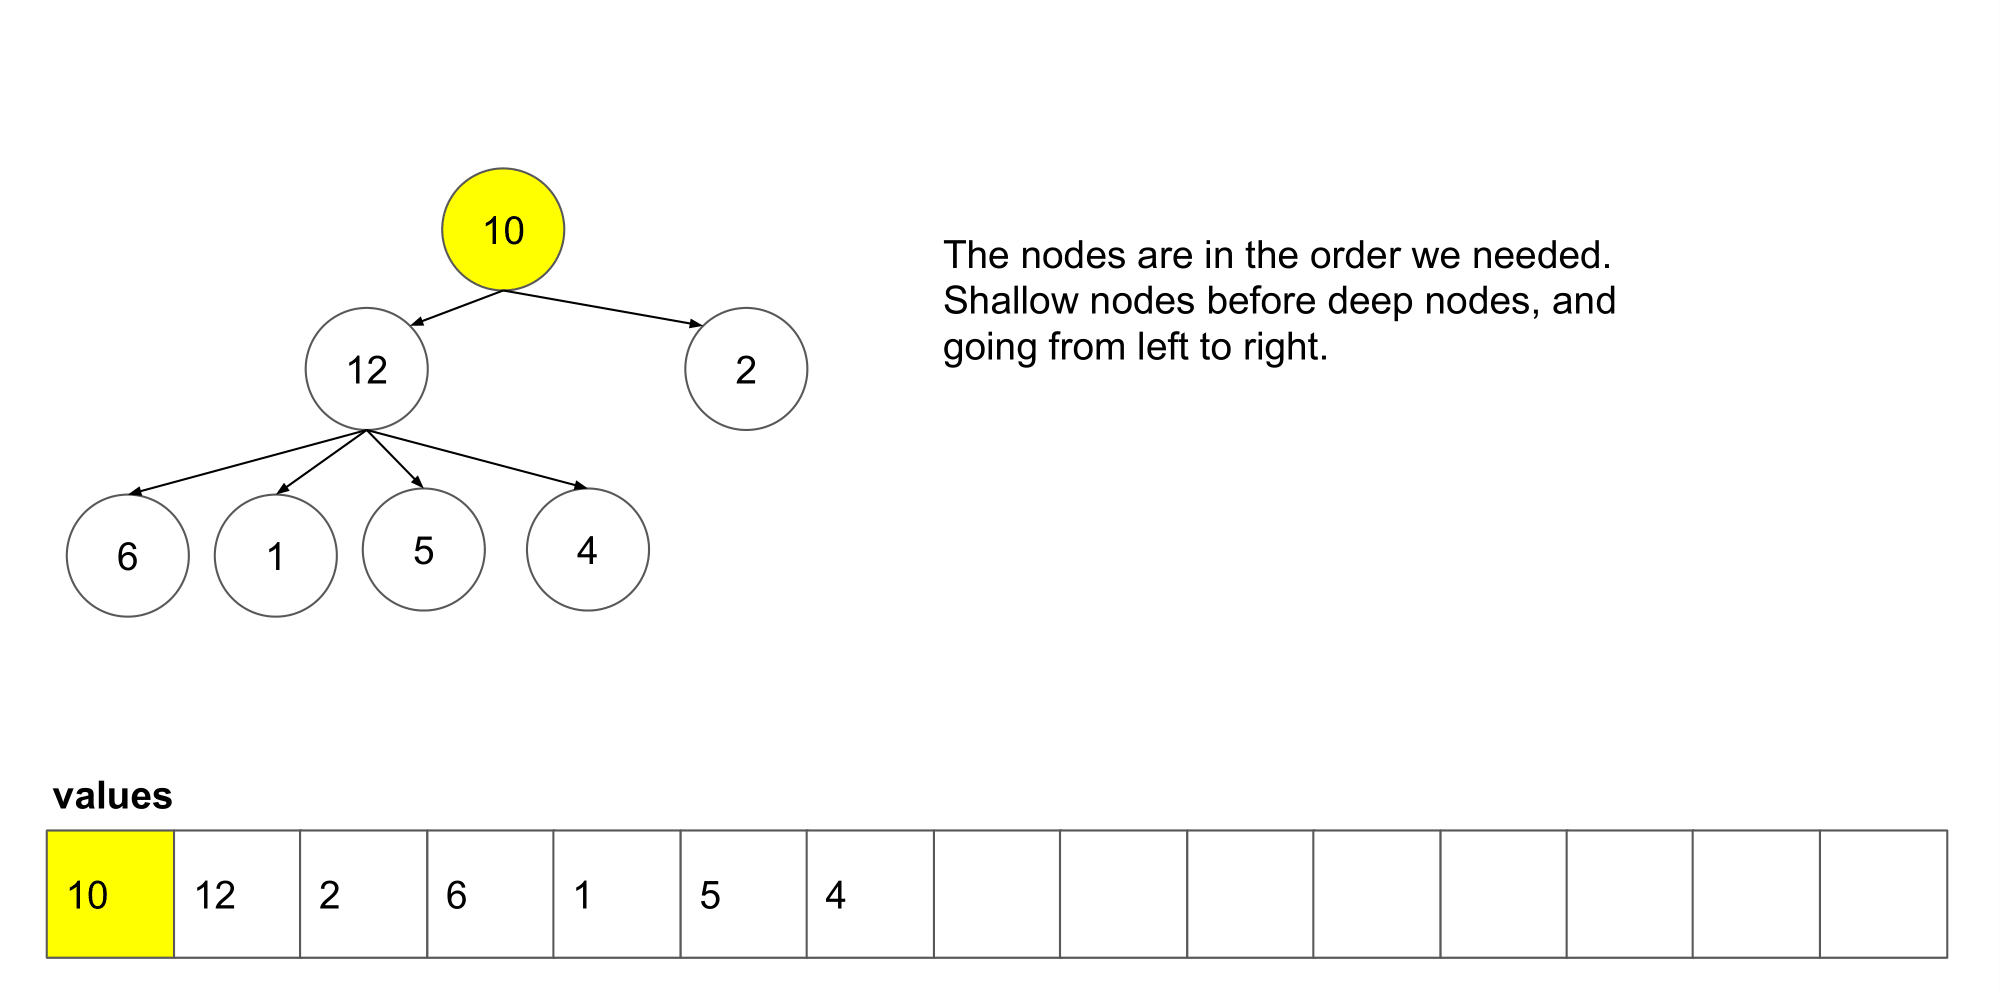 10
12
2
6
1
5
4
The nodes are in the order we needed.
Shallow nodes before deep nodes, and
going from left to right.
values
10 12 2 6 1 5 4